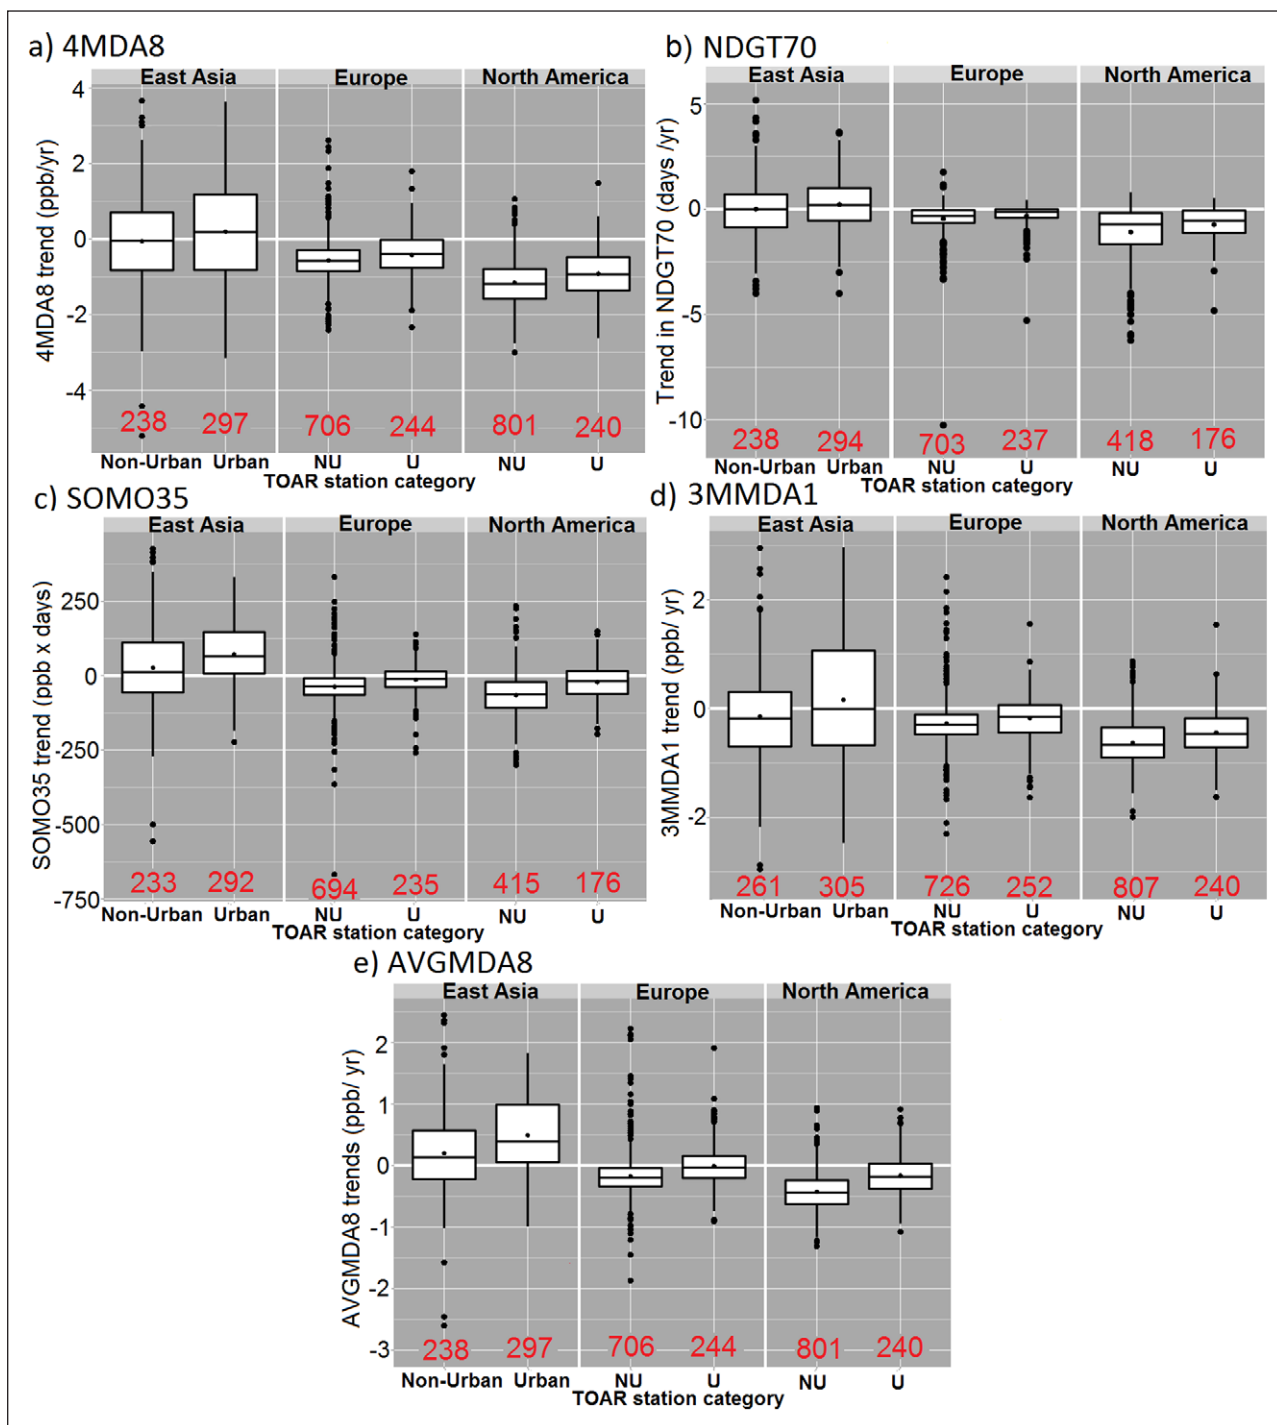 a) 4MDA8
East Asia Europe North America
4MDA8 trend (ppb/yr)
4
2
0
-2
-4
238 297 706 244 801 240
Non-Urban Urban NU U NU U
TOAR station category
b) NDGT70
East Asia Europe North America
Trend in NDGT70 (days /yr)
5
0
-5
-10
238 294 703 237 418 176
Non-Urban Urban NU U NU U
TOAR station category
c) SOMO35
East Asia Europe North America
SOMO35 trend (ppb x days)
250
0
-250
-500
-750
233 292 694 235 415 176
Non-Urban Urban NU U NU U
TOAR station category
d) 3MMDA1
East Asia Europe North America
3MMDA1 trend (ppb/ yr)
2
0
-2
261 305 726 252 807 240
Non-Urban Urban NU U NU U
TOAR station category
e) AVGMDA8
East Asia Europe North America
AVGMDA8 trends (ppb/ yr)
2
1
0
-1
-2
-3
238 297 706 244 801 240
Non-Urban Urban NU U NU U
TOAR station category